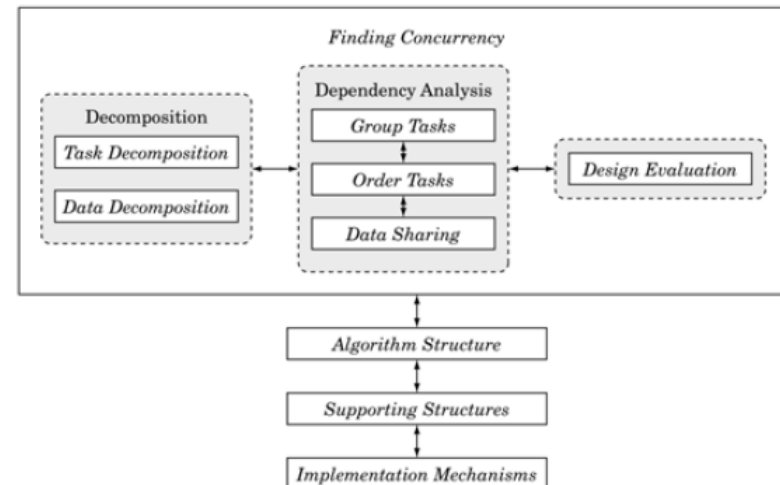 Finding Concurrency
Decomposition
Task Decomposition
Data Decomposition
Dependency Analysis
Group Tasks
Order Tasks
Data Sharing
Design Evaluation
Algorithm Structure
Supporting Structures
Implementation Mechanisms